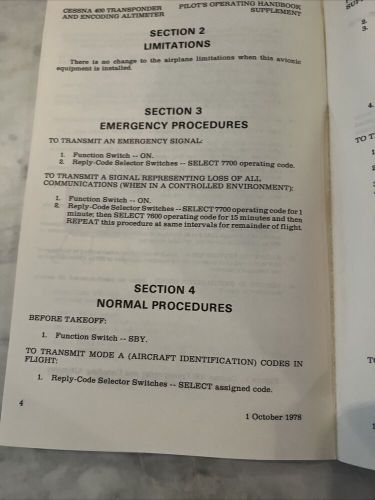 CESSNA 400 TRANSPONDER
AND ENCODING ALTIMETER
PILOT'S OPERATING HANDBOOK
SUPPLEMENT
SECTION 2
LIMITATIONS
There is no change to the airplane limitations when this avionic
equipment is installed.
SECTION 3
EMERGENCY PROCEDURES
TO TRANSMIT AN EMERGENCY SIGNAL:
1. Function Switch -- ON.
2. Reply-Code Selector Switches -- SELECT 7700 operating code.
TO TRANSMIT A SIGNAL REPRESENTING LOSS OF ALL
COMMUNICATIONS (WHEN IN A CONTROLLED ENVIRONMENT):
1. Function Switch -- ON.
2. Reply-Code Selector Switches -- SELECT 7700 operating code for 1
minute; then SELECT 7600 operating code for 15 minutes and then
REPEAT this procedure at same intervals for remainder of flight.
SECTION 4
NORMAL PROCEDURES
BEFORE TAKEOFF:
1. Function Switch -- SBY.
TO TRANSMIT MODE A (AIRCRAFT IDENTIFICATION) CODES IN
FLIGHT:
1. Reply-Code Selector Switches -- SELECT assigned code.
4
1 October 1978
2.
3.
4.
TO T